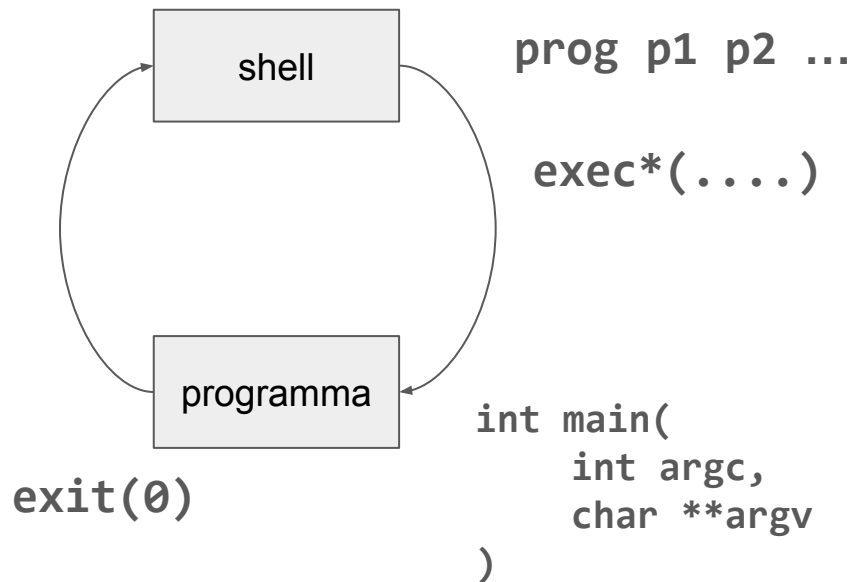 shell
prog p1 p2 …
exec*(....)
programma
int main(
int argc,
char **argv
)
exit(0)